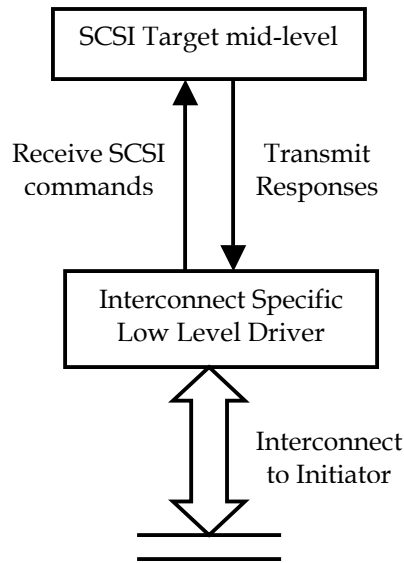 SCSI Target mid-level
Receive SCSI
commands
Transmit
Responses
Interconnect Specific
Low Level Driver
Interconnect
to Initiator